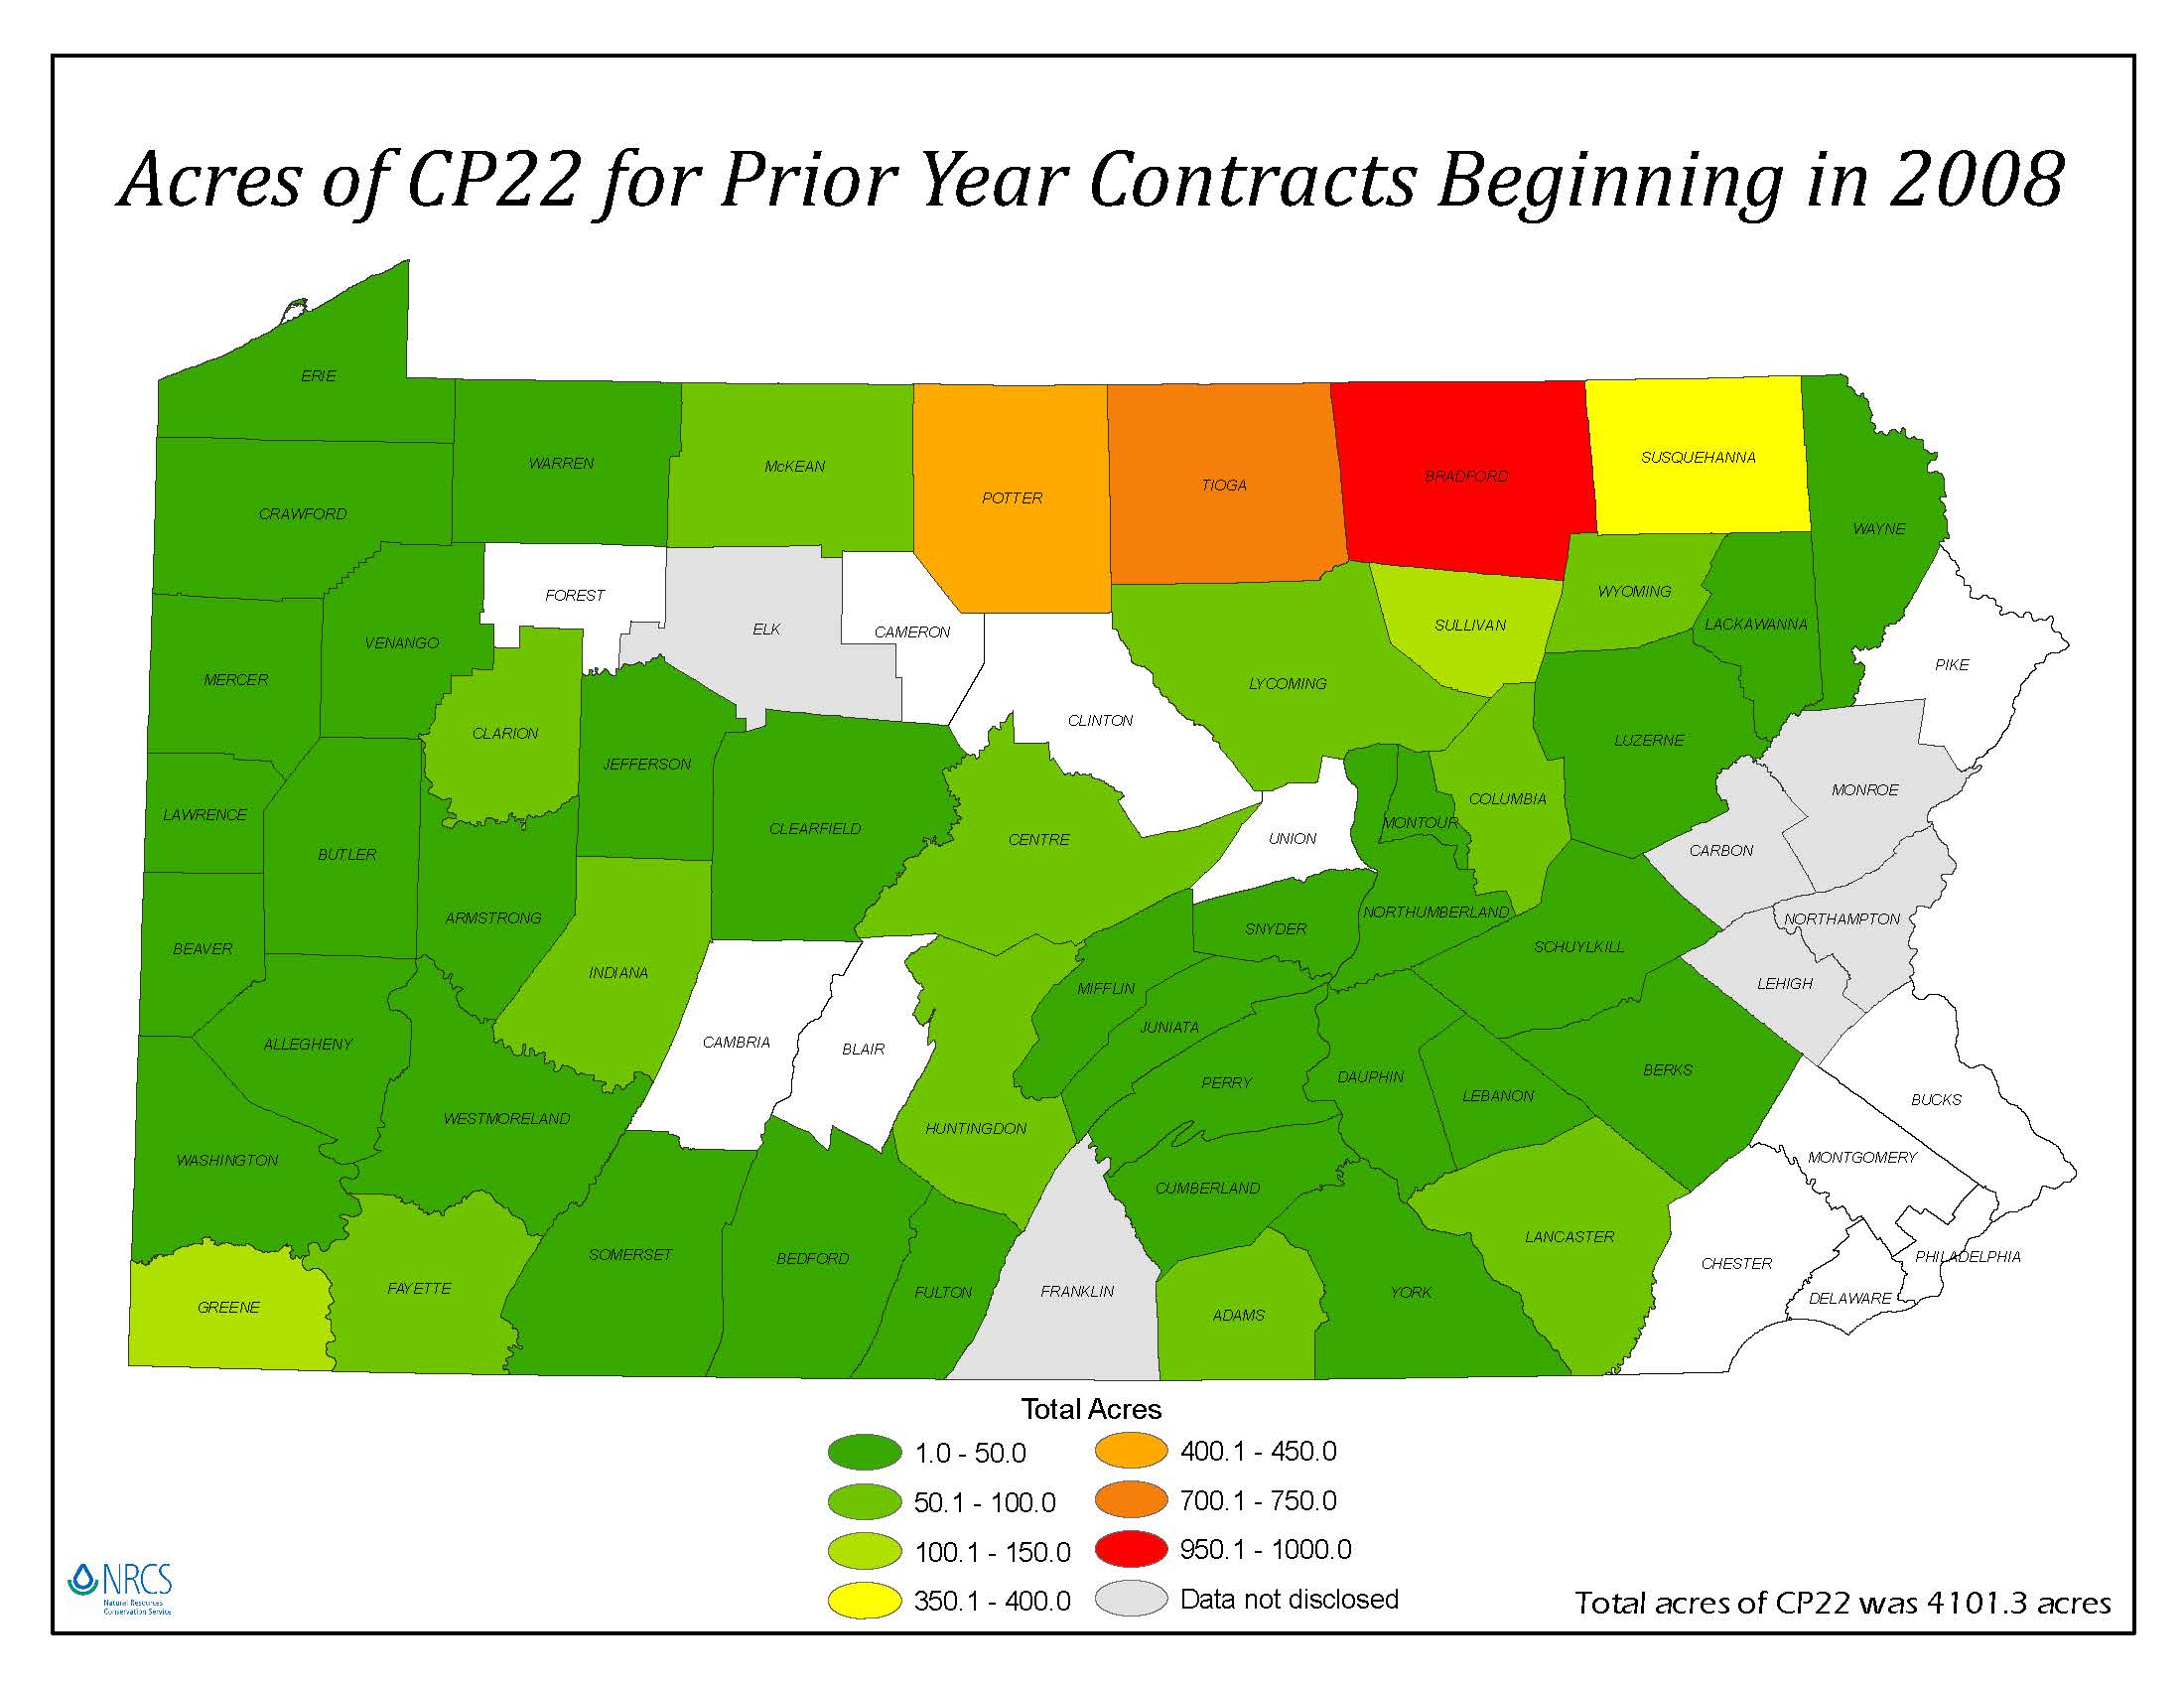 Acres of CP22 for Prior Year Contracts Beginning in 2008
ERIE
WARREN
McKEAN
POTTER
TIOGA
BRADFORD
SUSQUEHANNA
WAYNE
CRAWFORD
FOREST
ELK
CAMERON
SULLIVAN
WYOMING
LACKAWANNA
PIKE
MERCER
VENANGO
CLARION
JEFFERSON
CLINTON
LYCOMING
LUZERNE
MONROE
LAWRENCE
BUTLER
CLEARFIELD
CENTRE
UNION
MONTOUR
COLUMBIA
CARBON
NORTHAMPTON
BEAVER
ARMSTRONG
INDIANA
SNYDER
NORTHUMBERLAND
SCHUYLKILL
LEHIGH
ALLEGHENY
CAMBRIA
BLAIR
MIFFLIN
JUNIATA
PERRY
DAUPHIN
LEBANON
BERKS
BUCKS
WASHINGTON
WESTMORELAND
HUNTINGDON
CUMBERLAND
MONTGOMERY
GREENE
FAYETTE
SOMERSET
BEDFORD
FULTON
FRANKLIN
ADAMS
YORK
LANCASTER
CHESTER
DELAWARE
PHILADELPHIA
Total Acres
1.0 - 50.0
50.1 - 100.0
100.1 - 150.0
350.1 - 400.0
400.1 - 450.0
700.1 - 750.0
950.1 - 1000.0
Data not disclosed
NRCS
Natural Resources
Conservation Service
Total acres of CP22 was 4101.3 acres